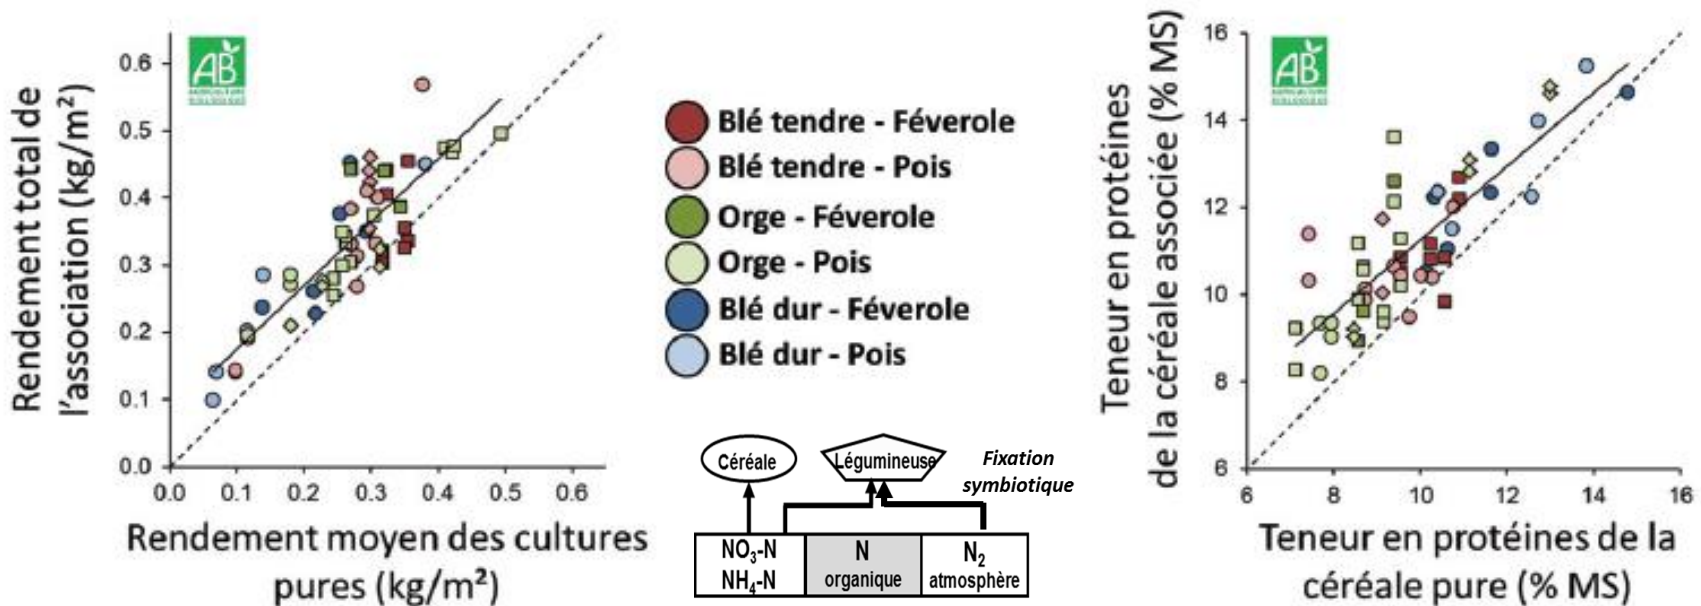 Rendement total de
l'association (kg/m²)
0.6
0.5
0.4
0.3
0.2
0.1
0.0
0.0 0.1 0.2 0.3 0.4 0.5 0.6
Rendement moyen des cultures
pures (kg/m²)
AB
AGRICULTURE
BIOLOGIQUE
Blé tendre - Féverole
Blé tendre - Pois
Orge - Féverole
Orge - Pois
Blé dur - Féverole
Blé dur - Pois
Céréale
Légumineuse
Fixation
symbiotique
NO₃-N
NH₄-N
N
organique
N₂
atmosphère
Teneur en protéines
de la céréale associée (% MS)
16
14
12
10
8
6
6 8 10 12 14 16
Teneur en protéines de la
céréale pure (% MS)
AB
AGRICULTURE
BIOLOGIQUE